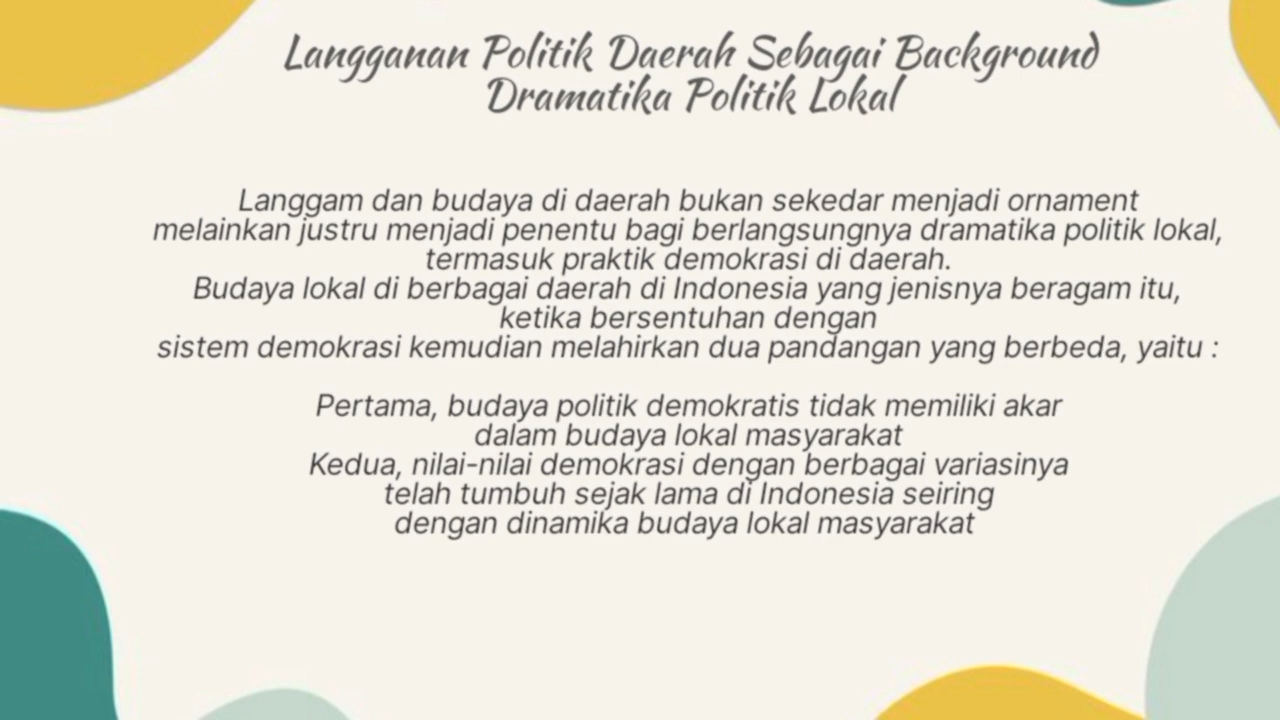 Langganan Politik Daerah Sebagai Background
Dramatika Politik Lokal
Langgam dan budaya di daerah bukan sekedar menjadi ornament
melainkan justru menjadi penentu bagi berlangsungnya dramatika politik lokal,
termasuk praktik demokrasi di daerah.
Budaya lokal di berbagai daerah di Indonesia yang jenisnya beragam itu,
ketika bersentuhan dengan
sistem demokrasi kemudian melahirkan dua pandangan yang berbeda, yaitu :
Pertama, budaya politik demokratis tidak memiliki akar
dalam budaya lokal masyarakat
Kedua, nilai-nilai demokrasi dengan berbagai variasinya
telah tumbuh sejak lama di Indonesia seiring
dengan dinamika budaya lokal masyarakat